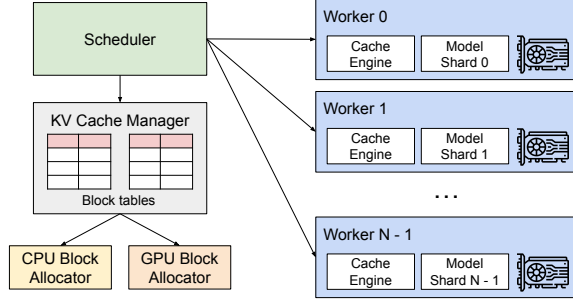 Scheduler
KV Cache Manager
Block tables
CPU Block
Allocator
GPU Block
Allocator
Worker 0
Cache
Engine
Model
Shard 0
Worker 1
Cache
Engine
Model
Shard 1
...
Worker N - 1
Cache
Engine
Model
Shard N - 1